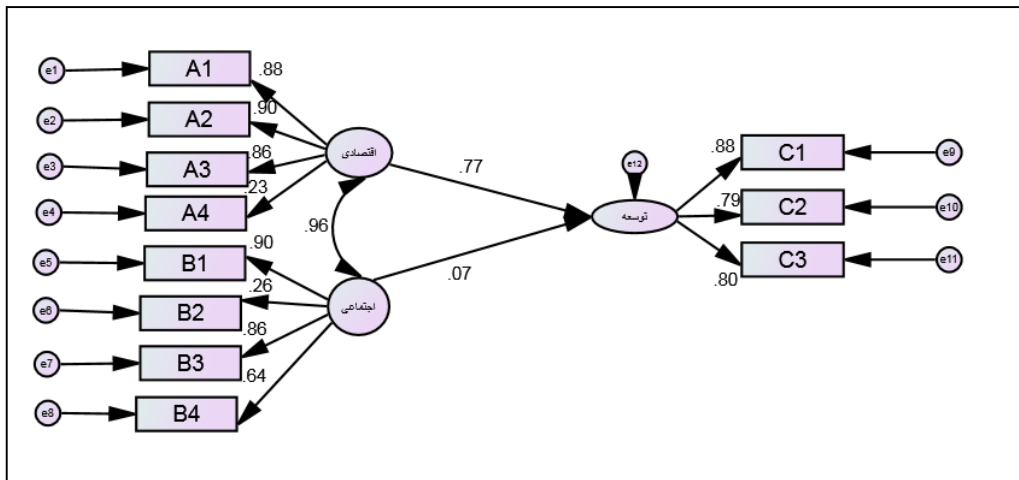 e1
A1
.88
e2
A2
.90
e3
A3
.86
e4
A4
.23
اقتصادی
.96
e5
B1
.90
e6
B2
.26
e7
B3
.86
e8
B4
.64
اجتماعی
.77
.07
e12
توسعه
.88
C1
e9
.79
C2
e10
.80
C3
e11